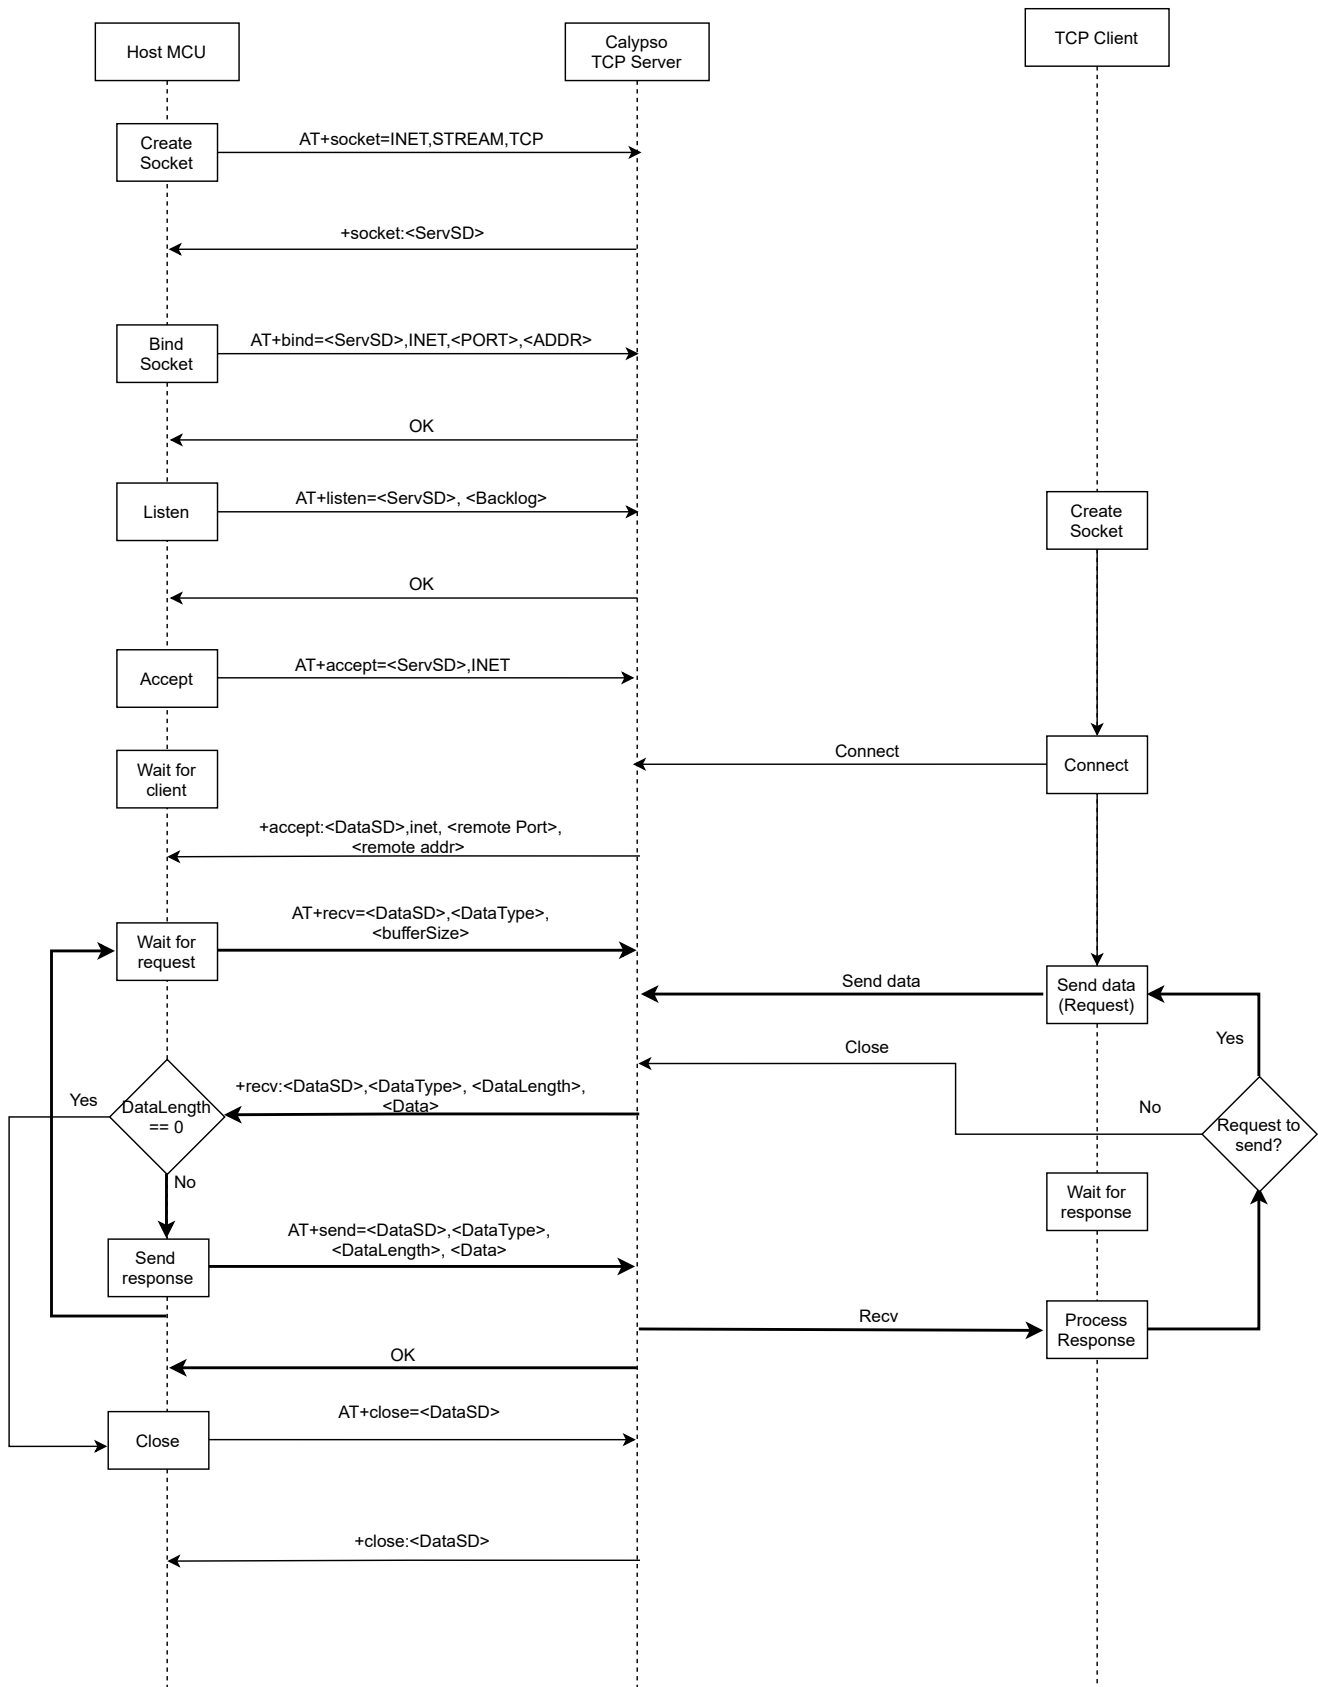 Host MCU
Calypso
TCP Server
TCP Client
Create
Socket
AT+socket=INET,STREAM,TCP
+socket:<ServSD>
Bind
Socket
AT+bind=<ServSD>,INET,<PORT>,<ADDR>
OK
Listen
AT+listen=<ServSD>, <Backlog>
Create
Socket
OK
Accept
AT+accept=<ServSD>,INET
Connect
Connect
Wait for
client
+accept:<DataSD>,inet, <remote Port>,
<remote addr>
Wait for
request
AT+recv=<DataSD>,<DataType>,
<bufferSize>
Send data
Send data
(Request)
Yes
Close
+recv:<DataSD>,<DataType>, <DataLength>,
<Data>
Yes
DataLength
== 0
No
Request to
send?
No
Wait for
response
AT+send=<DataSD>,<DataType>,
<DataLength>, <Data>
Send
response
Recv
Process
Response
OK
AT+close=<DataSD>
Close
+close:<DataSD>